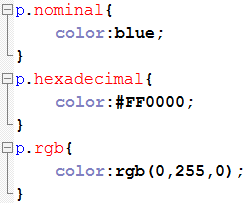 p.nominal{
color:blue;
}
p.hexadecimal{
color:#FF0000;
}
p.rgb{
color:rgb(0,255,0);
}